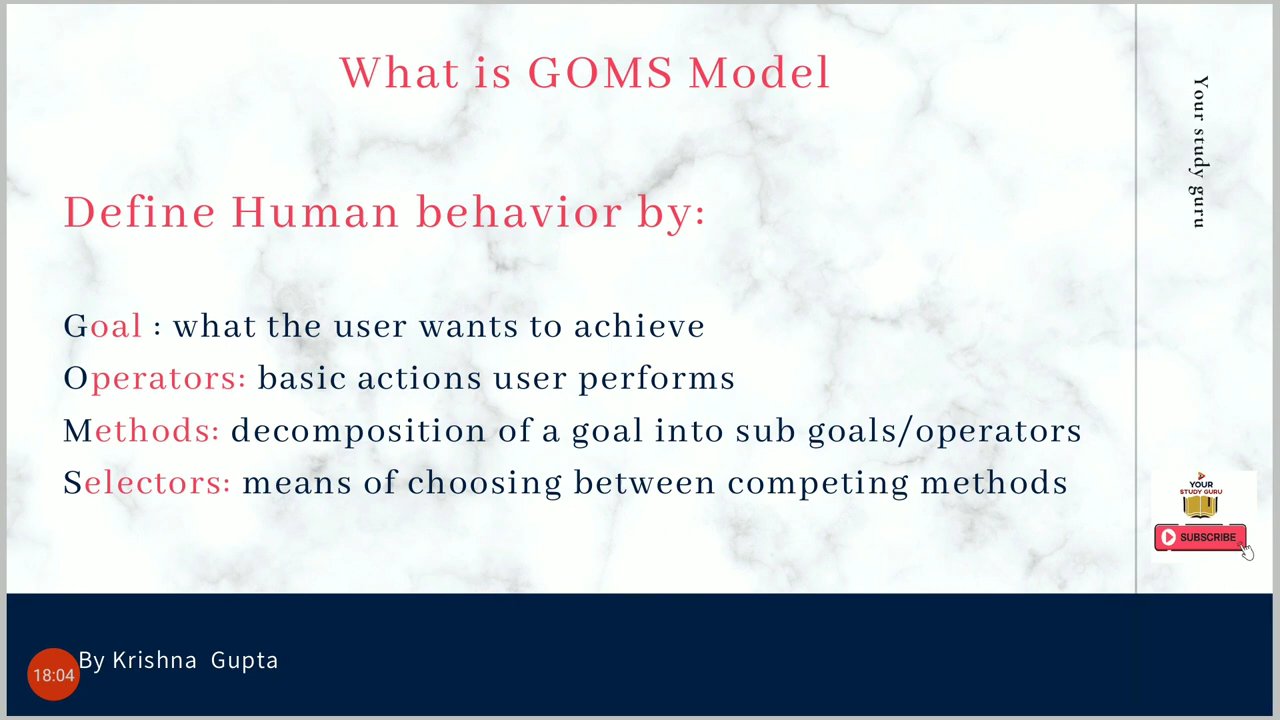 What is GOMS Model
Define Human behavior by:
Goal : what the user wants to achieve
Operators: basic actions user performs
Methods: decomposition of a goal into sub goals/operators
Selectors: means of choosing between competing methods
Your study guru
YOUR
STUDY GURU
SUBSCRIBE
By Krishna Gupta
18:04